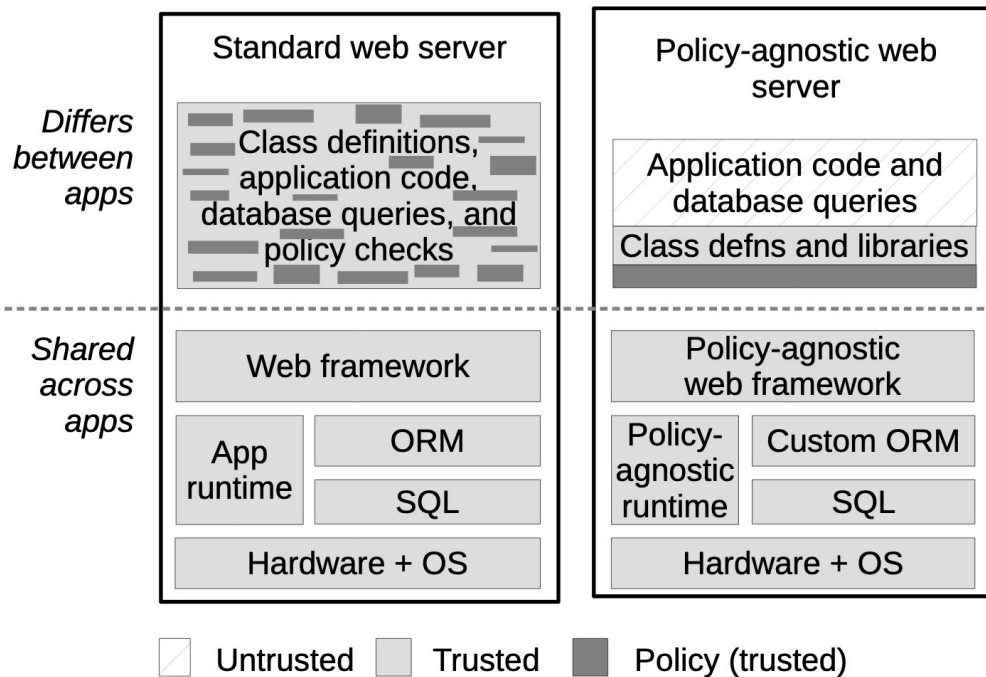 Standard web server
Policy-agnostic web
server
Differs
between
apps
Class definitions,
application code,
database queries, and
policy checks
Application code and
database queries
Class defns and libraries
Shared
across
apps
Web framework
App
runtime
ORM
SQL
Hardware + OS
Policy-agnostic
web framework
Policy-
agnostic
runtime
Custom ORM
SQL
Hardware + OS
Untrusted
Trusted
Policy (trusted)